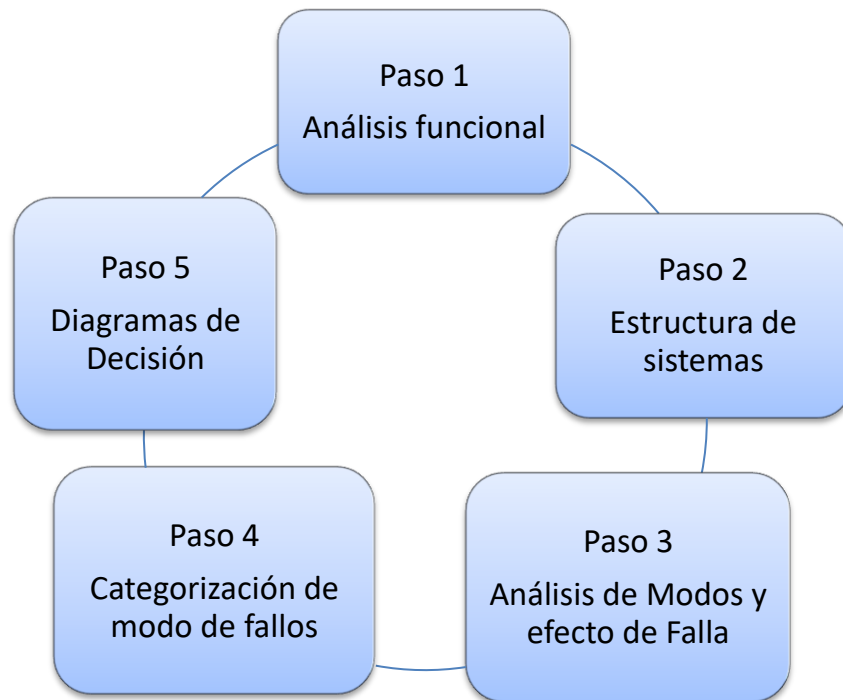 Paso 1
Análisis funcional
Paso 2
Estructura de
sistemas
Paso 3
Análisis de Modos y
efecto de Falla
Paso 4
Categorización de
modo de fallos
Paso 5
Diagramas de
Decisión